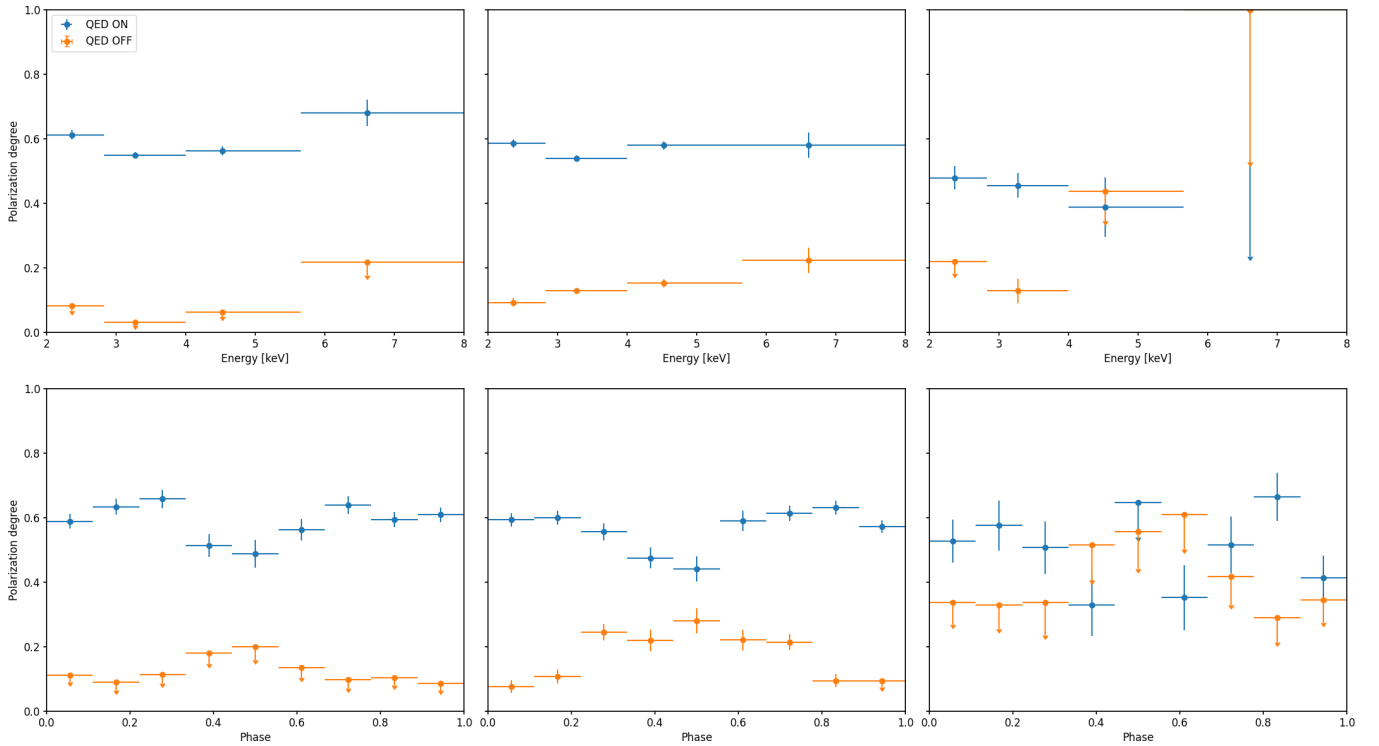 1.0
0.8
0.6
0.4
0.2
0.0
Polarization degree
QED ON
QED OFF
2 3 4 5 6 7 8
Energy [keV]
2 3 4 5 6 7 8
Energy [keV]
2 3 4 5 6 7 8
Energy [keV]
1.0
0.8
0.6
0.4
0.2
0.0
Polarization degree
0.0 0.2 0.4 0.6 0.8 1.0
Phase
0.0 0.2 0.4 0.6 0.8 1.0
Phase
0.0 0.2 0.4 0.6 0.8 1.0
Phase